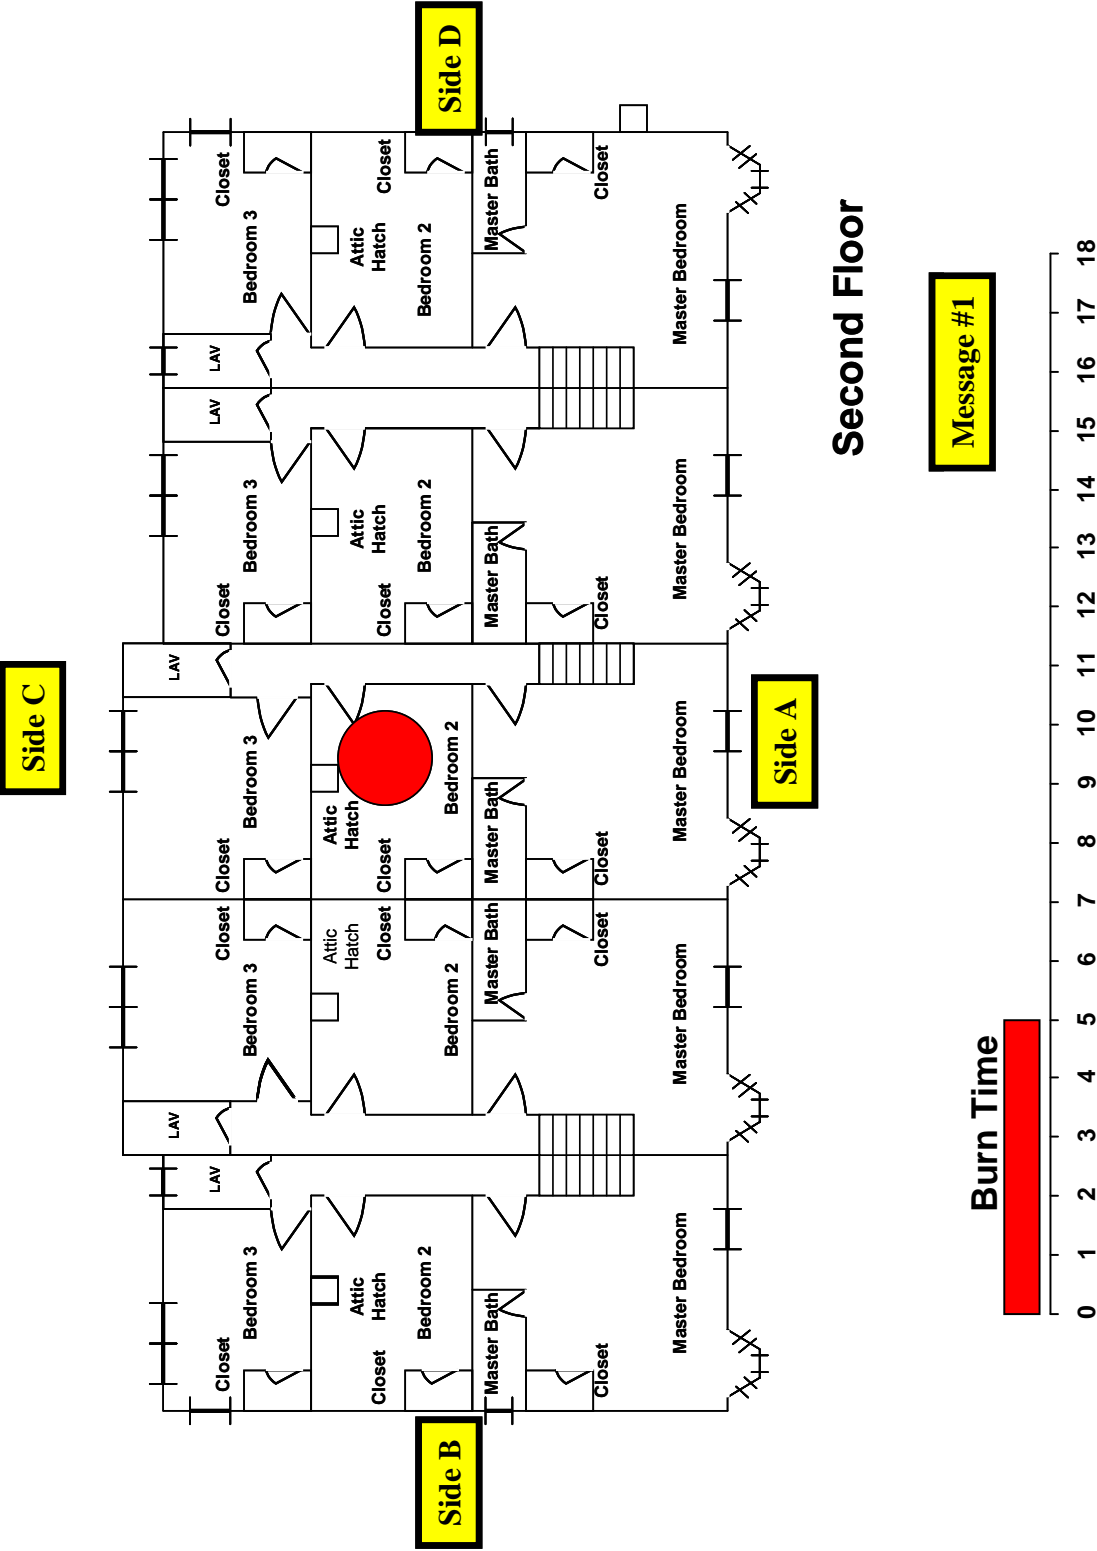 Side C
LAV
LAV
LAV
LAV
LAV
Closet
Closet
Closet
Closet
Closet
Bedroom 3
Bedroom 3
Bedroom 3
Bedroom 3
Bedroom 3
Attic
Hatch
Attic
Hatch
Attic
Hatch
Attic
Hatch
Attic
Hatch
Closet
Closet
Closet
Closet
Closet
Bedroom 2
Bedroom 2
Bedroom 2
Bedroom 2
Bedroom 2
Side B
Side D
Master Bath
Master Bath
Master Bath
Master Bath
Master Bath
Closet
Closet
Closet
Closet
Closet
Master Bedroom
Master Bedroom
Master Bedroom
Master Bedroom
Master Bedroom
Side A
Second Floor
Message #1
Burn Time
0 1 2 3 4 5 6 7 8 9 10 11 12 13 14 15 16 17 18